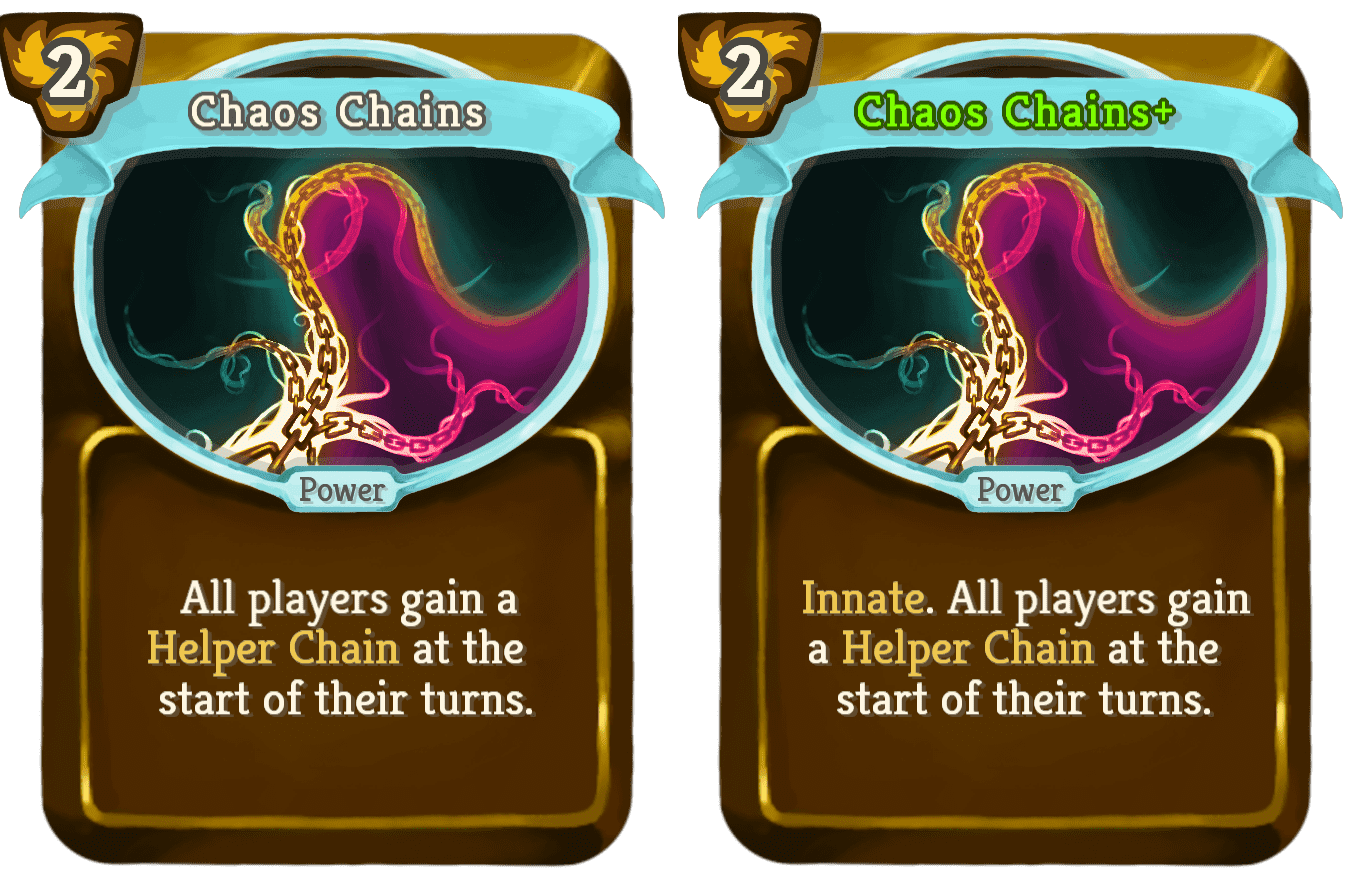 2
Chaos Chains
Power
All players gain a
Helper Chain at the
start of their turns.
2
Chaos Chains+
Power
Innate. All players gain
a Helper Chain at the
start of their turns.